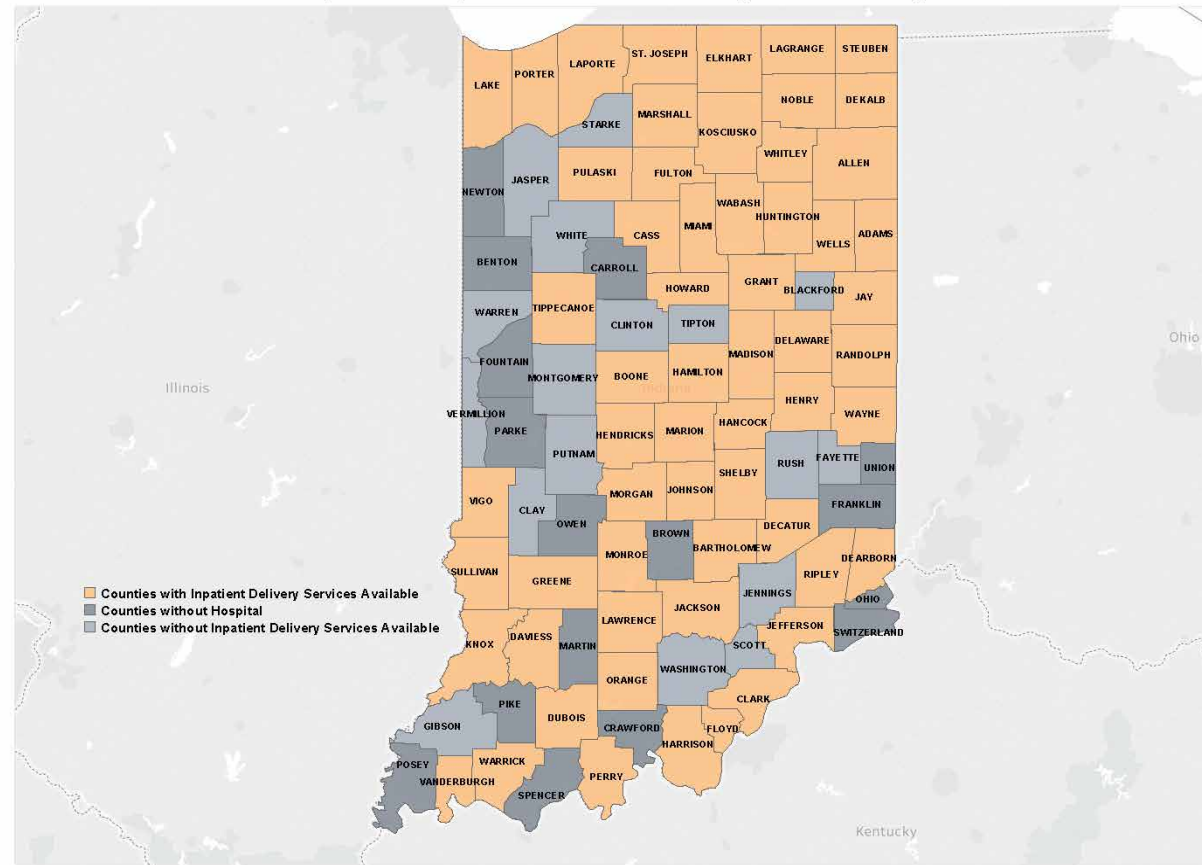 LAGRANGE
STEUBEN
ST. JOSEPH
ELKHART
LAPORTE
PORTER
LAKE
NOBLE
DEKALB
MARSHALL
STARKE
KOSCIUSKO
WHITLEY
ALLEN
PULASKI
FULTON
JASPER
NEWTON
WABASH
HUNTINGTON
MIAMI
WHITE
CASS
ADAMS
WELLS
BENTON
CARROLL
GRANT
HOWARD
BLACKFORD
JAY
WARREN
TIPPECANOE
CLINTON
TIPTON
DELAWARE
MADISON
RANDOLPH
Ohio
FOUNTAIN
MONTGOMERY
BOONE
HAMILTON
Indiana
Illinois
HENRY
VERMILLION
WAYNE
HANCOCK
PARKE
HENDRICKS
MARION
PUTNAM
RUSH
FAYETTE
UNION
SHELBY
VIGO
MORGAN
JOHNSON
FRANKLIN
CLAY
OWEN
DECATUR
BROWN
BARTHOLOMEW
MONROE
DEARBORN
SULLIVAN
GREENE
RIPLEY
Counties with Inpatient Delivery Services Available
Counties without Hospital
Counties without Inpatient Delivery Services Available
JENNINGS
OHIO
JACKSON
LAWRENCE
JEFFERSON
SWITZERLAND
KNOX
DAVIESS
MARTIN
SCOTT
WASHINGTON
ORANGE
CLARK
PIKE
DUBOIS
GIBSON
CRAWFORD
FLOYD
HARRISON
POSEY
WARRICK
VANDERBURGH
PERRY
SPENCER
Kentucky